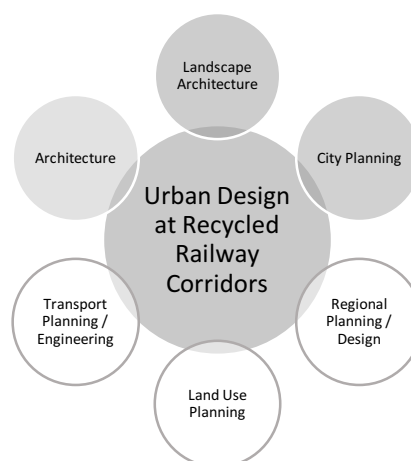 Landscape
Architecture
Architecture
City Planning
Urban Design
at Recycled
Railway
Corridors
Transport
Planning /
Engineering
Regional
Planning /
Design
Land Use
Planning